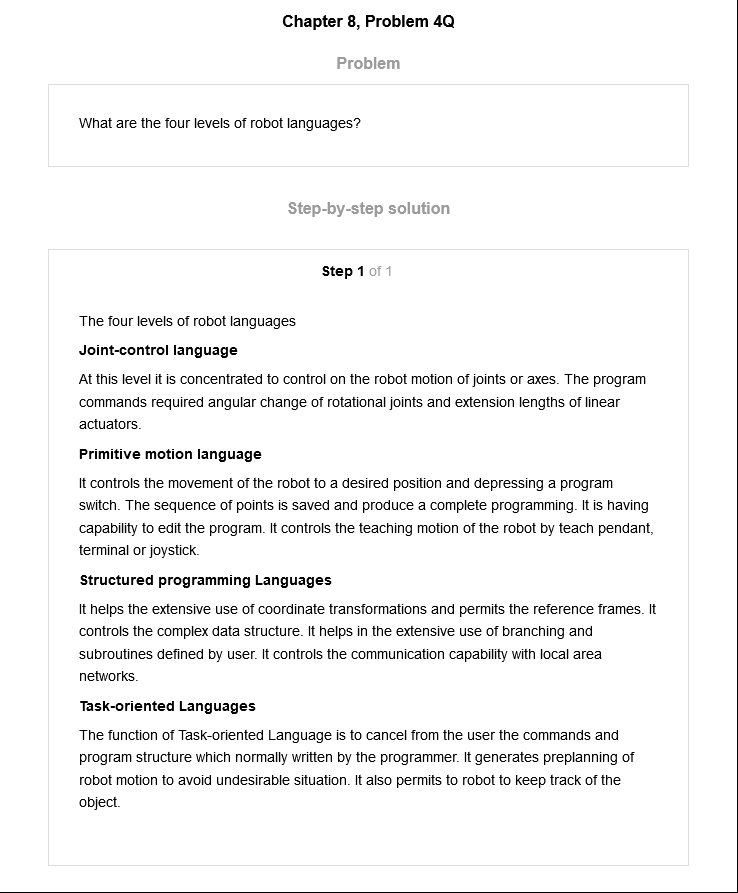 Chapter 8, Problem 4Q
Problem
What are the four levels of robot languages?
Step-by-step solution
Step 1 of 1
The four levels of robot languages
Joint-control language
At this level it is concentrated to control on the robot motion of joints or axes. The program
commands required angular change of rotational joints and extension lengths of linear
actuators.
Primitive motion language
It controls the movement of the robot to a desired position and depressing a program
switch. The sequence of points is saved and produce a complete programming. It is having
capability to edit the program. It controls the teaching motion of the robot by teach pendant,
terminal or joystick.
Structured programming Languages
It helps the extensive use of coordinate transformations and permits the reference frames. It
controls the complex data structure. It helps in the extensive use of branching and
subroutines defined by user. It controls the communication capability with local area
networks.
Task-oriented Languages
The function of Task-oriented Language is to cancel from the user the commands and
program structure which normally written by the programmer. It generates preplanning of
robot motion to avoid undesirable situation. It also permits to robot to keep track of the
object.